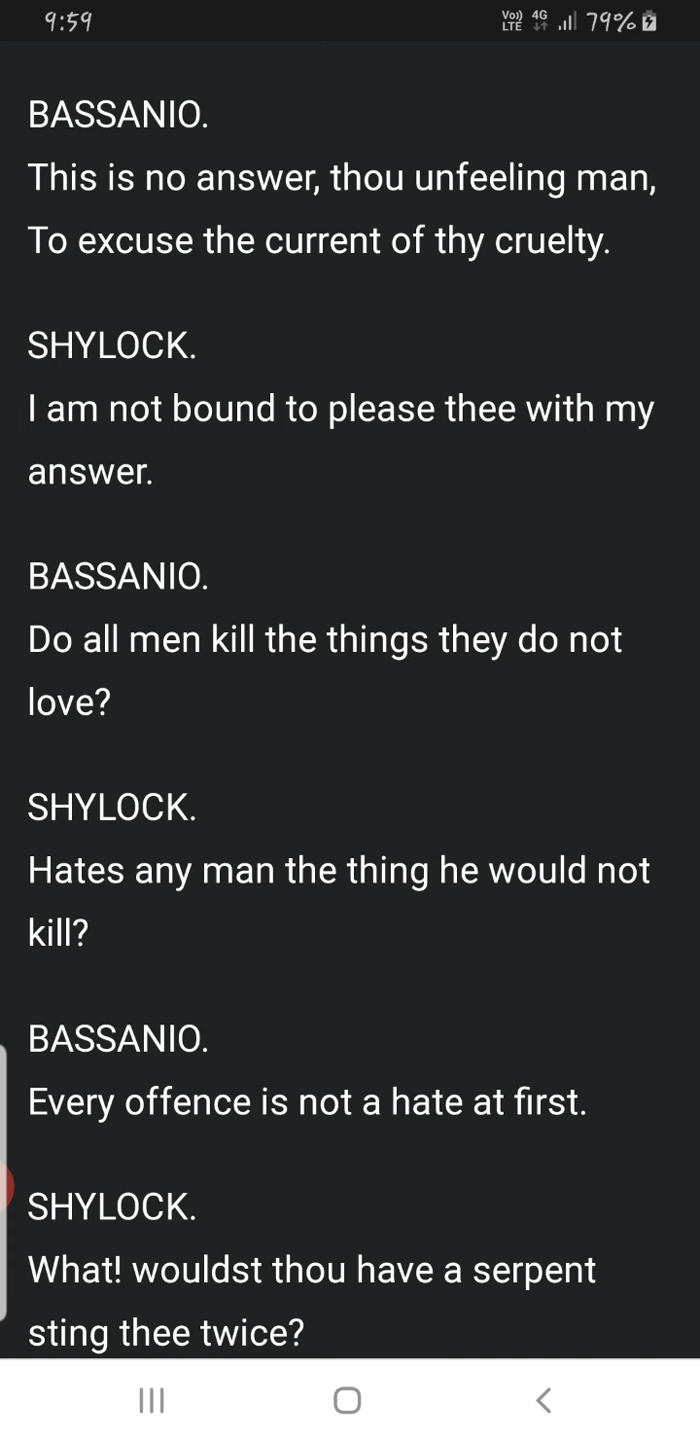 9:59
Vo)) LTE 4G 79%
BASSANIO.
This is no answer, thou unfeeling man,
To excuse the current of thy cruelty.
SHYLOCK.
I am not bound to please thee with my
answer.
BASSANIO.
Do all men kill the things they do not
love?
SHYLOCK.
Hates any man the thing he would not
kill?
BASSANIO.
Every offence is not a hate at first.
SHYLOCK.
What! wouldst thou have a serpent
sting thee twice?